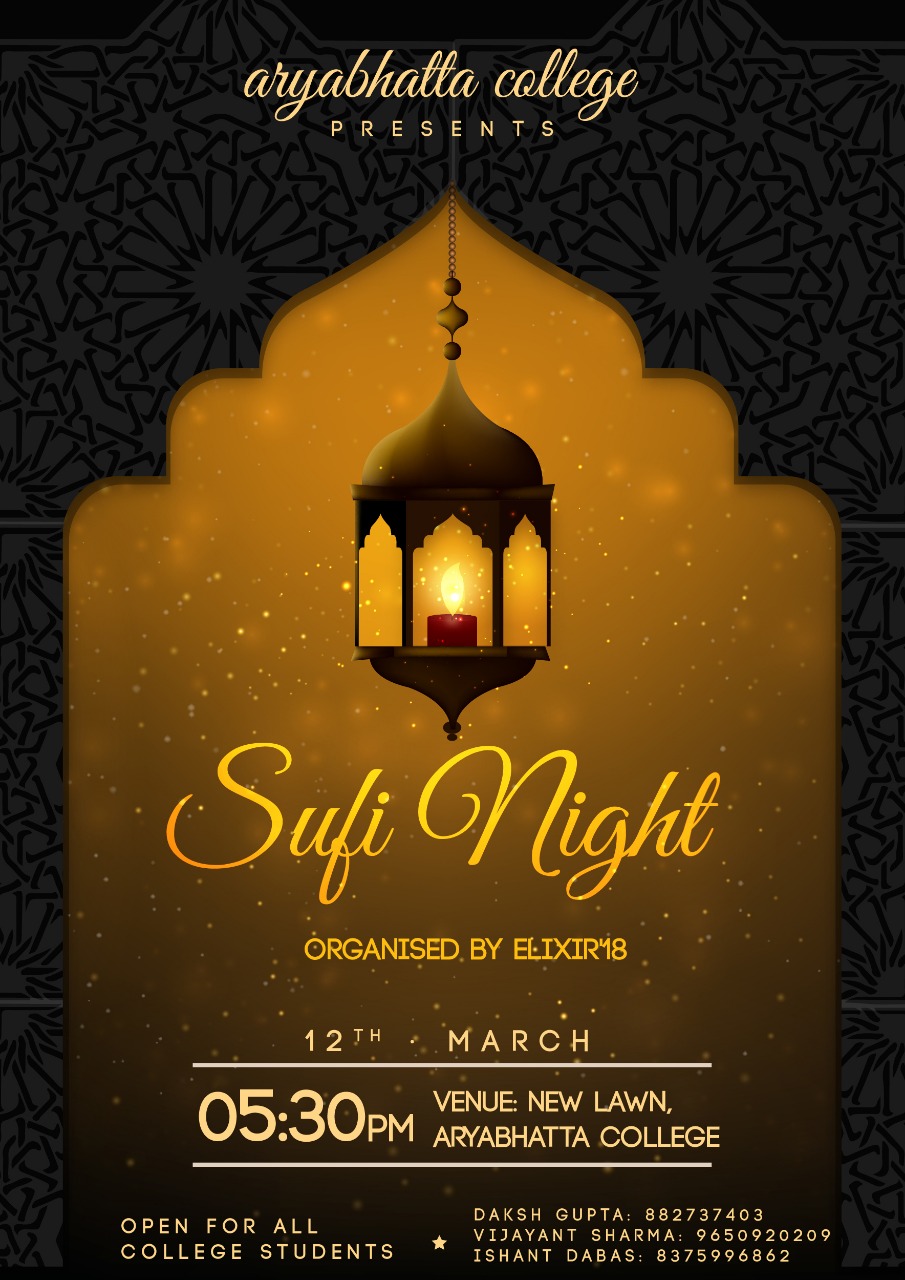 aryabhatta college
PRESENTS
Sufi Night
ORGANISED BY ELIXIR'18
12TH · MARCH
05:30PM
VENUE: NEW LAWN,
ARYABHATTA COLLEGE
OPEN FOR ALL
COLLEGE STUDENTS
DAKSH GUPTA: 882737403
VIJAYANT SHARMA: 9650920209
ISHANT DABAS: 8375996862